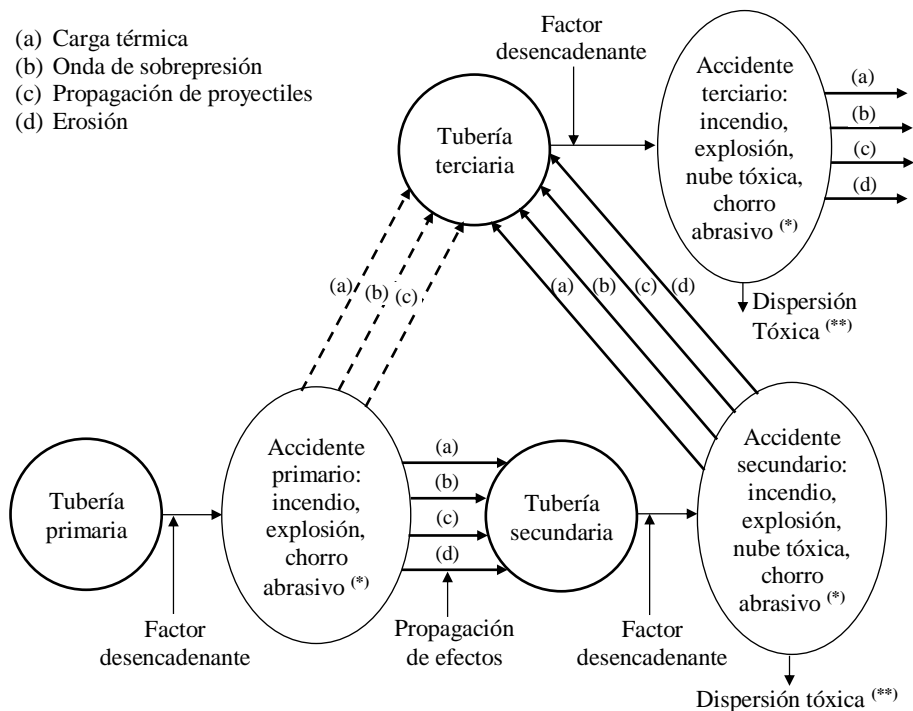 (a) Carga térmica
(b) Onda de sobrepresión
(c) Propagación de proyectiles
(d) Erosión
Factor
desencadenante
Tubería
terciaria
Accidente
terciario:
incendio,
explosión,
nube tóxica,
chorro
abrasivo (*)
(a)
(b)
(c)
(d)
Dispersión
Tóxica (**)
(a)
(b)
(c)
(a)
(b)
(c)
(d)
Tubería
primaria
Factor
desencadenante
Accidente
primario:
incendio,
explosión,
chorro
abrasivo (*)
(a)
(b)
(c)
(d)
Propagación
de efectos
Tubería
secundaria
Factor
desencadenante
Accidente
secundario:
incendio,
explosión,
nube tóxica,
chorro
abrasivo (*)
Dispersión tóxica (**)